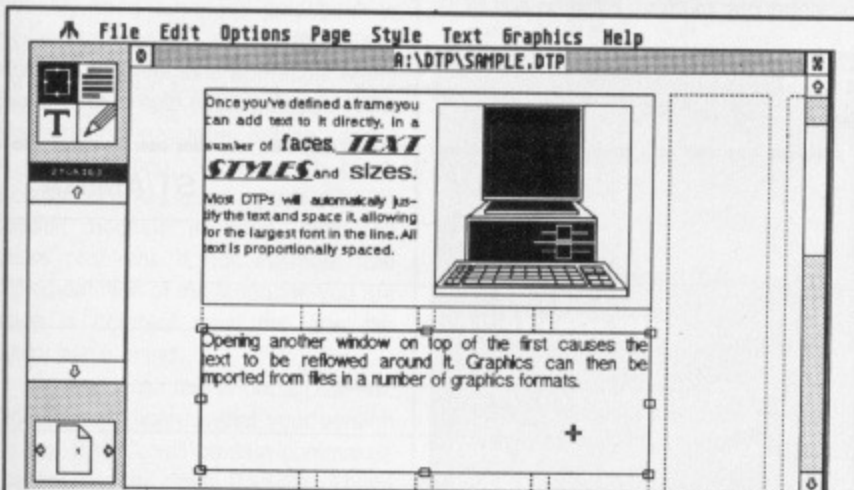 File Edit Options Page Style Text Graphics Help
A:\DTP\SAMPLE.DTP
T
Once you've defined a frame you
can add text to it directly, in a
number of faces TEXT
STYLES and sizes.
Most DTPs will automatically jus-
tify the text and space it, allowing
for the largest font in the line. All
text is proportionally spaced.
Opening another window on top of the first causes the
text to be reflowed around it. Graphics can then be
imported from files in a number of graphics formats.